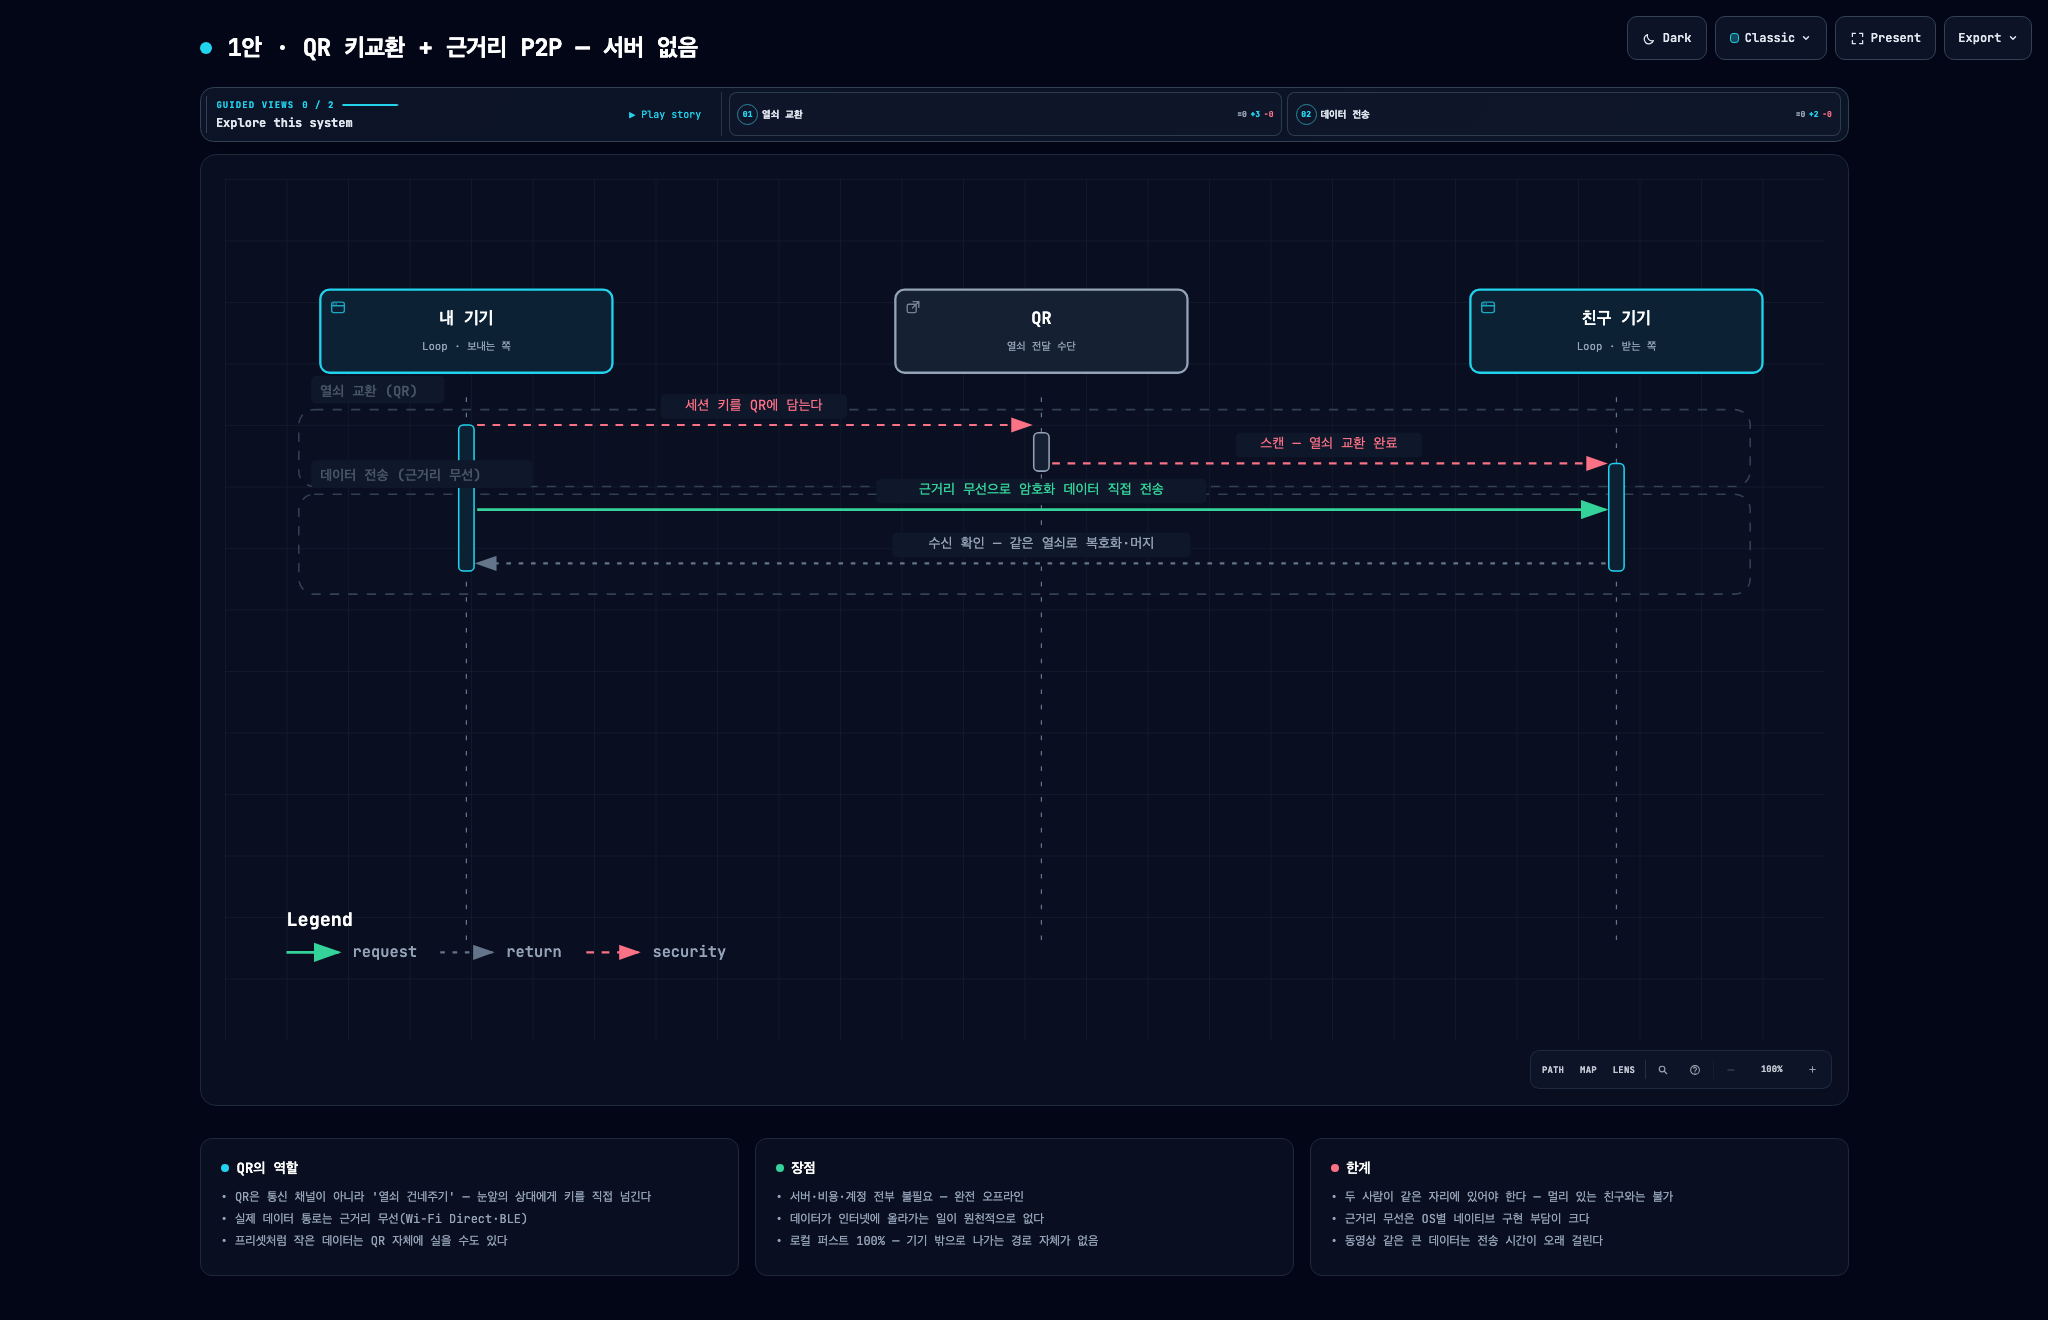 1안 · QR 키교환 + 근거리 P2P — 서버 없음
Dark
Classic
Present
Export
GUIDED VIEWS 0 / 2
Explore this system
▶ Play story
01 열쇠 교환
=0 +3 -0
02 데이터 전송
=0 +2 -0
내 기기
Loop · 보내는 쪽
QR
열쇠 전달 수단
친구 기기
Loop · 받는 쪽
열쇠 교환 (QR)
세션 키를 QR에 담는다
스캔 — 열쇠 교환 완료
데이터 전송 (근거리 무선)
근거리 무선으로 암호화 데이터 직접 전송
수신 확인 — 같은 열쇠로 복호화·머지
Legend
request
return
security
PATH
MAP
LENS
100%
QR의 역할
• QR은 통신 채널이 아니라 '열쇠 건네주기' — 눈앞의 상대에게 키를 직접 넘긴다
• 실제 데이터 통로는 근거리 무선(Wi-Fi Direct·BLE)
• 프리셋처럼 작은 데이터는 QR 자체에 실을 수도 있다
장점
• 서버·비용·계정 전부 불필요 — 완전 오프라인
• 데이터가 인터넷에 올라가는 일이 원천적으로 없다
• 로컬 퍼스트 100% — 기기 밖으로 나가는 경로 자체가 없음
한계
• 두 사람이 같은 자리에 있어야 한다 — 멀리 있는 친구와는 불가
• 근거리 무선은 OS별 네이티브 구현 부담이 크다
• 동영상 같은 큰 데이터는 전송 시간이 오래 걸린다